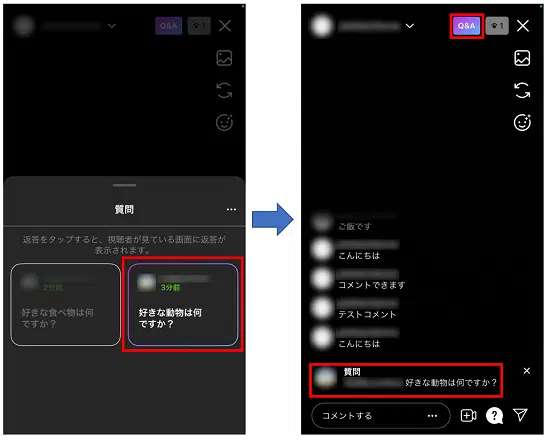 Q&A
1
質問
返答をタップすると、視聴者が見ている画面に返答が
表示されます。
2分前
好きな食べ物は何
ですか？
3分前
好きな動物は何
ですか？
Q&A
1
ご飯です
こんにちは
コメントできます
テストコメント
こんにちは
質問
好きな動物は何ですか？
コメントする